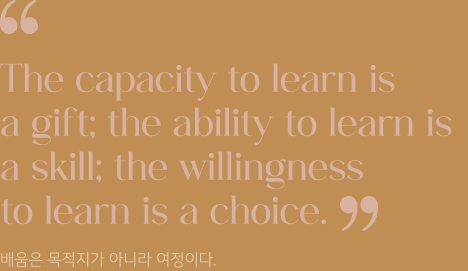 “
The capacity to learn is
a gift; the ability to learn is
a skill; the willingness
to learn is a choice. ”
배움은 목적지가 아니라 여정이다.